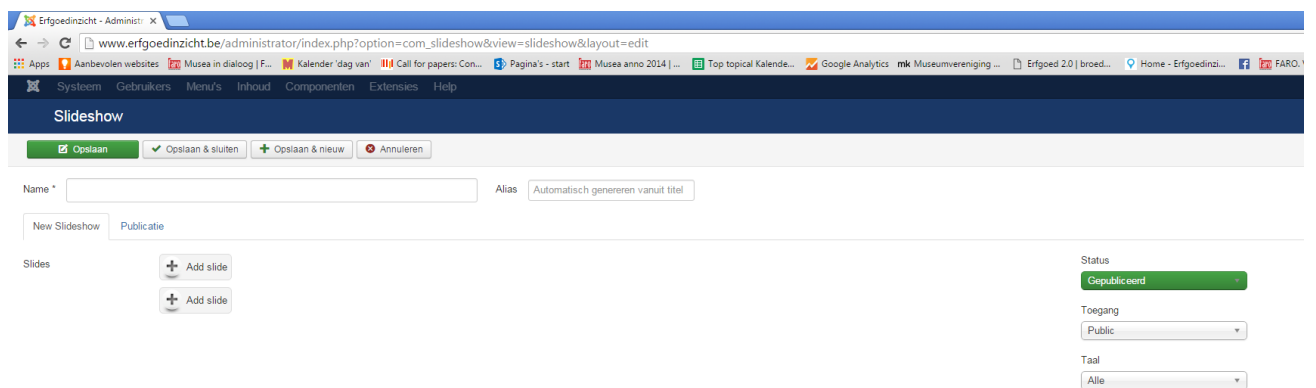 Erfgoedinzicht - Administr
www.erfgoedinzicht.be/administrator/index.php?option=com_slideshow&view=slideshow&layout=edit
Apps Aanbevolen websites Musea in dialoog | F... Kalender 'dag van' Call for papers: Con... Pagina's - start Musea anno 2014 | ... Top topical Kalende... Google Analytics mk Museumvereniging ... Erfgoed 2.0 | broed... Home - Erfgoedinzi... FARO.
Systeem Gebruikers Menu's Inhoud Componenten Extensies Help
Slideshow
Opslaan Opslaan & sluiten Opslaan & nieuw Annuleren
Name * Alias Automatisch genereren vanuit titel
New Slideshow Publicatie
Slides Add slide
Add slide
Status
Gepubliceerd
Toegang
Public
Taal
Alle